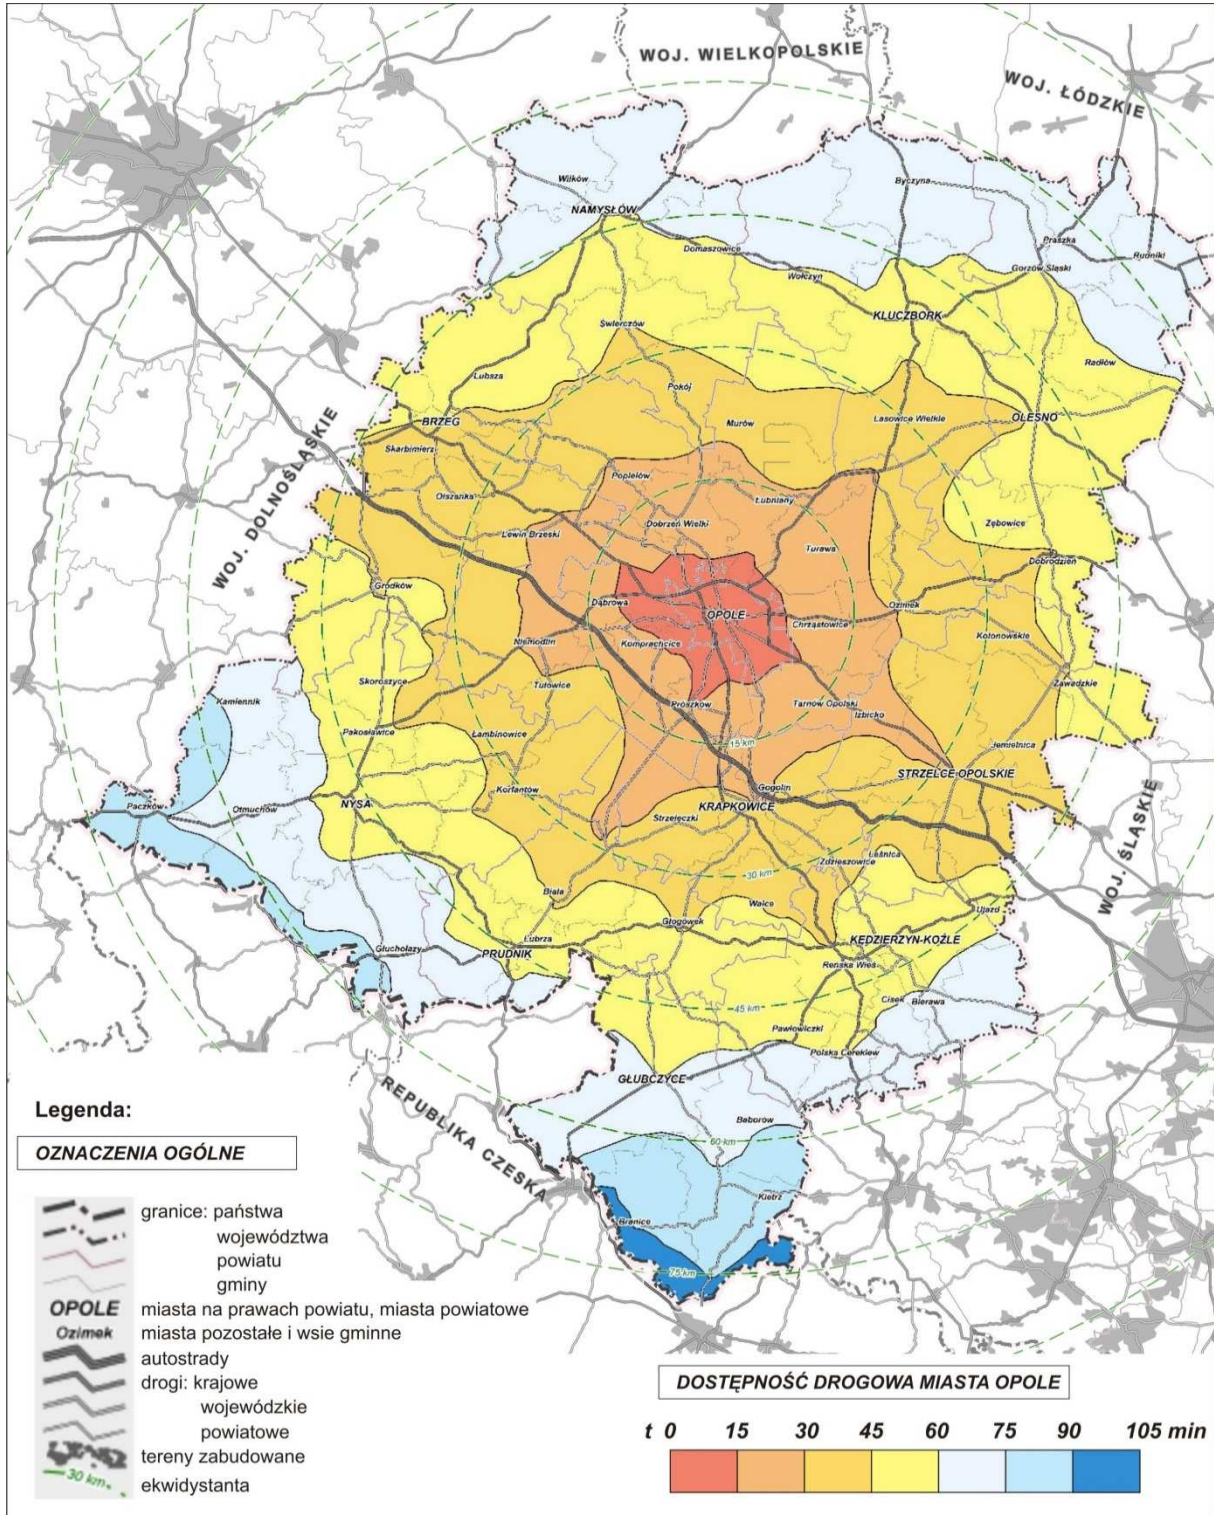 WOJ. WIELKOPOLSKIE
WOJ. ŁÓDZKIE
Wilków
Byczyna
NAMYSŁÓW
Domaszowice
Praszka
Rudniki
Wołczyn
Gorzów Śląski
KLUCZBORK
Świerczów
Radłów
Lubsza
Pokój
BRZEG
Murów
Lasowice Wielkie
OLESNO
Skarbimierz
WOJ. DOLNOŚLĄSKIE
Olszanka
Popielów
Łubniany
Zębowice
Lewin Brzeski
Dobrzeń Wielki
Turawa
Dobrodzień
Grodków
Dąbrowa
OPOLE
Ozimek
Chrząstowice
Niemodlin
Komprachcice
Kolonowskie
Skoroszyce
Tułowice
Zawadzkie
Kamiennik
Prószków
Tarnów Opolski
Izbicko
Pakosławice
Łambinowice
15 km
Jemielnica
STRZELCE OPOLSKIE
Paczków
Otmuchów
NYSA
Korfantów
Gogolin
KRAPKOWICE
Strzeleczki
WOJ. ŚLĄSKIE
Zdzieszowice
Leśnica
30 km
Biała
Walce
Głogówek
Ujazd
Głuchołazy
PRUDNIK
Lubrza
KĘDZIERZYN-KOŹLE
Reńska Wieś
45 km
Cisek
Bierawa
Pawłowiczki
Polska Cerekiew
GŁUBCZYCE
REPUBLIKA CZESKA
Baborów
60 km
Kietrz
Branice
75 km
Legenda:
OZNACZENIA OGÓLNE
granice: państwa
województwa
powiatu
gminy
OPOLE miasta na prawach powiatu, miasta powiatowe
Ozimek miasta pozostałe i wsie gminne
autostrady
drogi: krajowe
wojewódzkie
powiatowe
tereny zabudowane
30 km ekwidystanta
DOSTĘPNOŚĆ DROGOWA MIASTA OPOLE
t 0 15 30 45 60 75 90 105 min